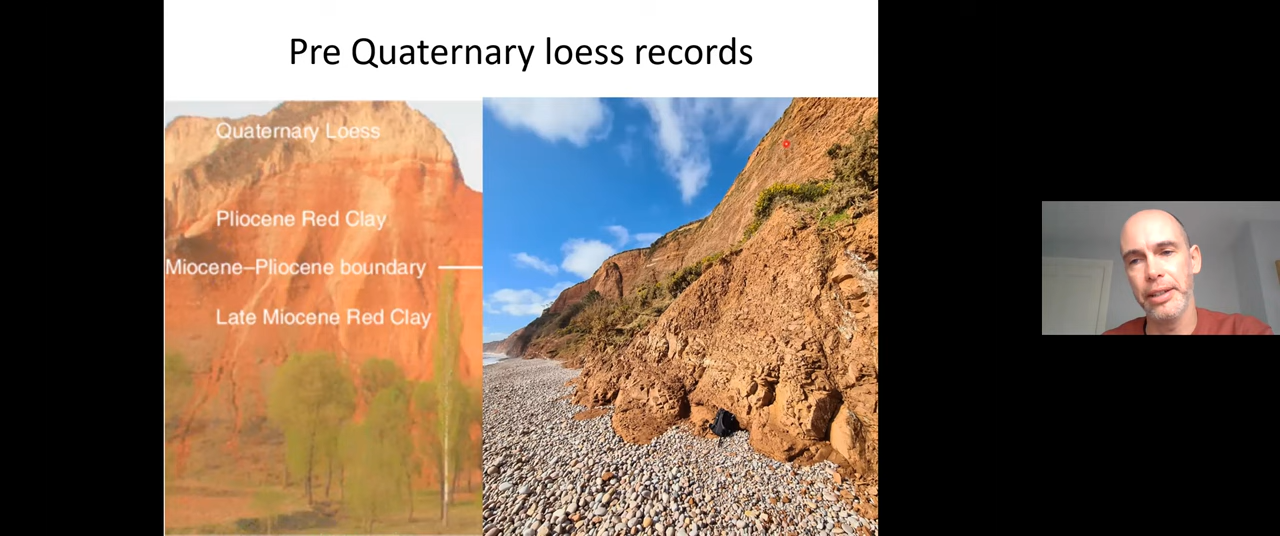 Pre Quaternary loess records
Quaternary Loess
Pliocene Red Clay
Miocene–Pliocene boundary
Late Miocene Red Clay